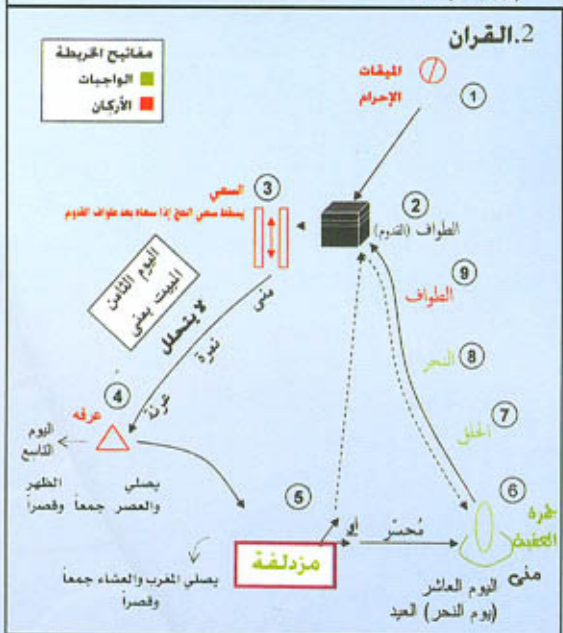 2.القران
مفاتيح الخريطة
الواجبات
الأركان
الميقات
الإحرام
1
3
السعي
يسقط سعي الحج إذا سعاه بعد طواف القدوم
2
الطواف (القدوم)
اليوم الثامن
المبيت بمنى
لا يتحلل
منى
نمرة
عرنة
9
الطواف
8
النحر
7
الحلق
4
عرفه
اليوم
التاسع
يصلي الظهر
والعصر جمعاً وقصراً
5
مزدلفة
أو
مُحسّر
6
جمرة
العقبة
منى
يصلي المغرب والعشاء جمعاً
وقصراً
اليوم العاشر
(يوم النحر) العيد